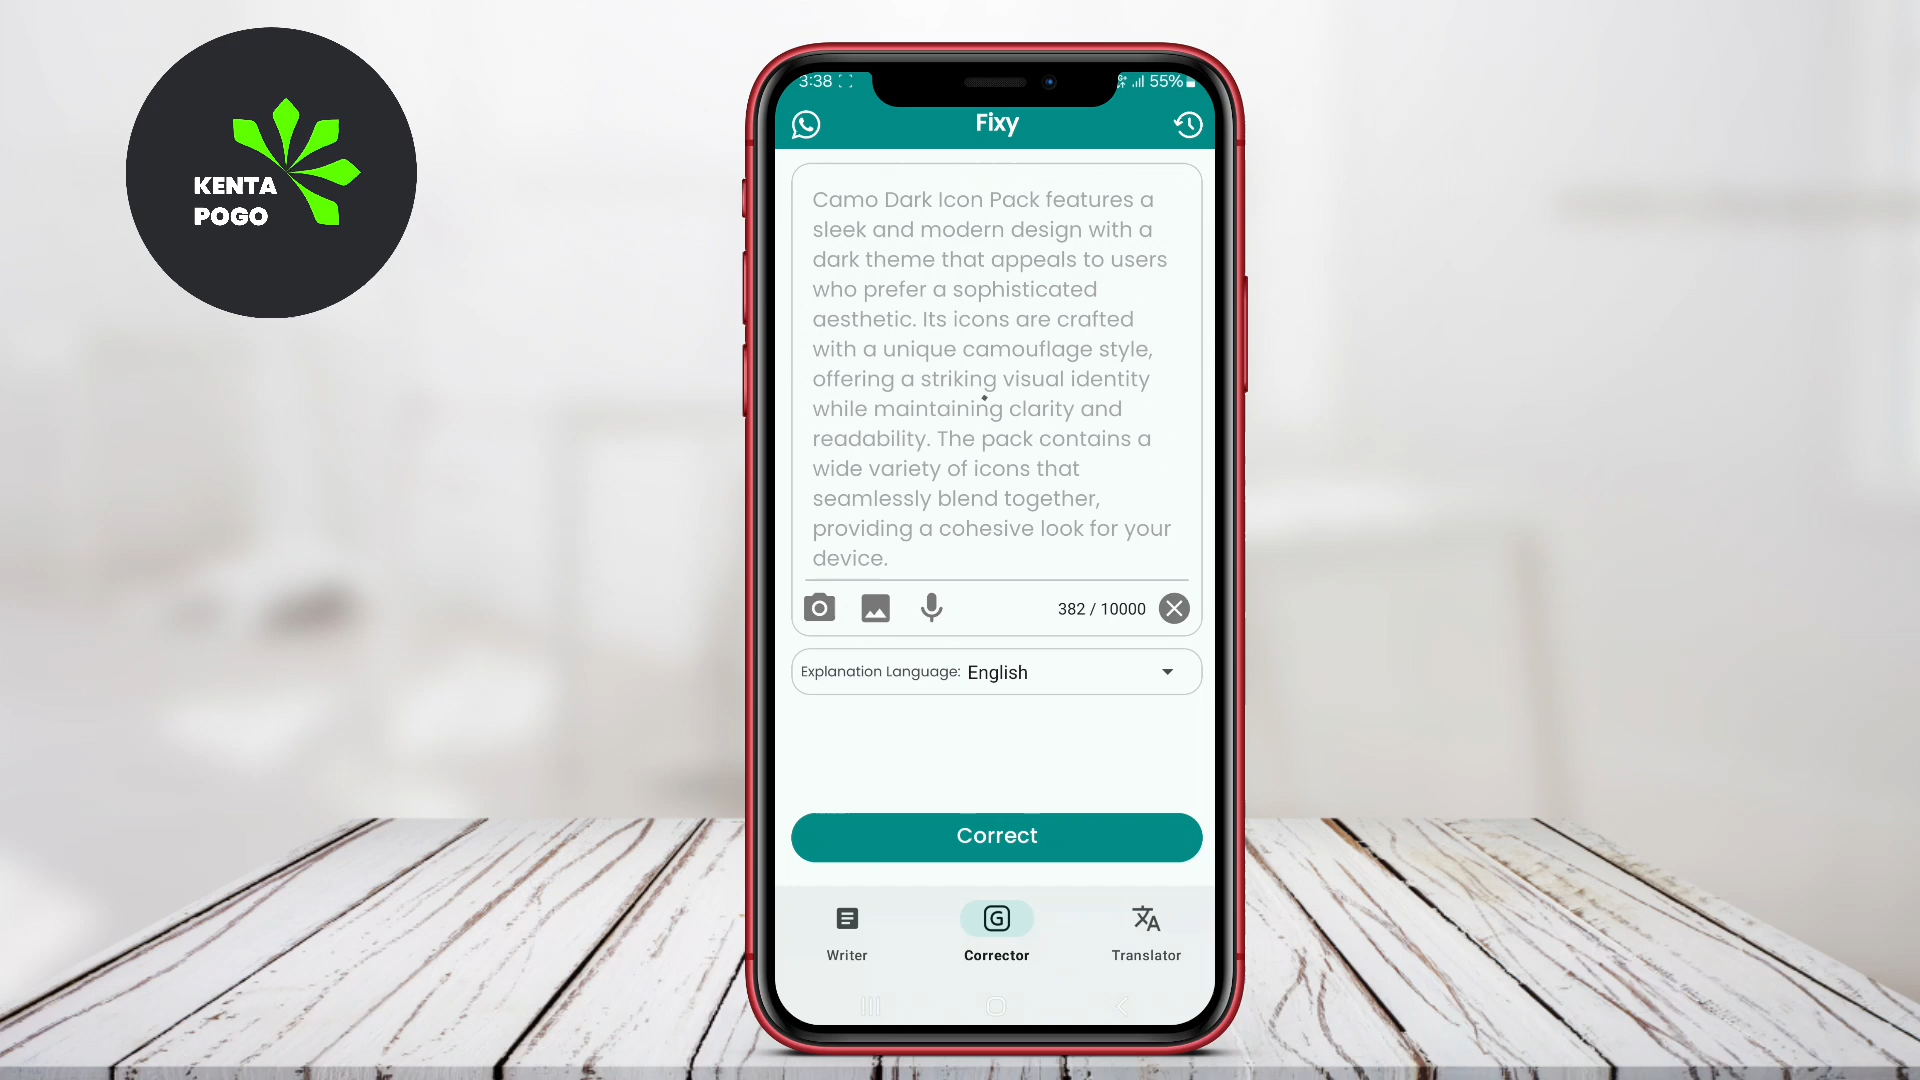 KENTA
POGO
3:38
55%
Fixy
Camo Dark Icon Pack features a
sleek and modern design with a
dark theme that appeals to users
who prefer a sophisticated
aesthetic. Its icons are crafted
with a unique camouflage style,
offering a striking visual identity
while maintaining clarity and
readability. The pack contains a
wide variety of icons that
seamlessly blend together,
providing a cohesive look for your
device.
382 / 10000
Explanation Language: English
Correct
Writer
Corrector
Translator